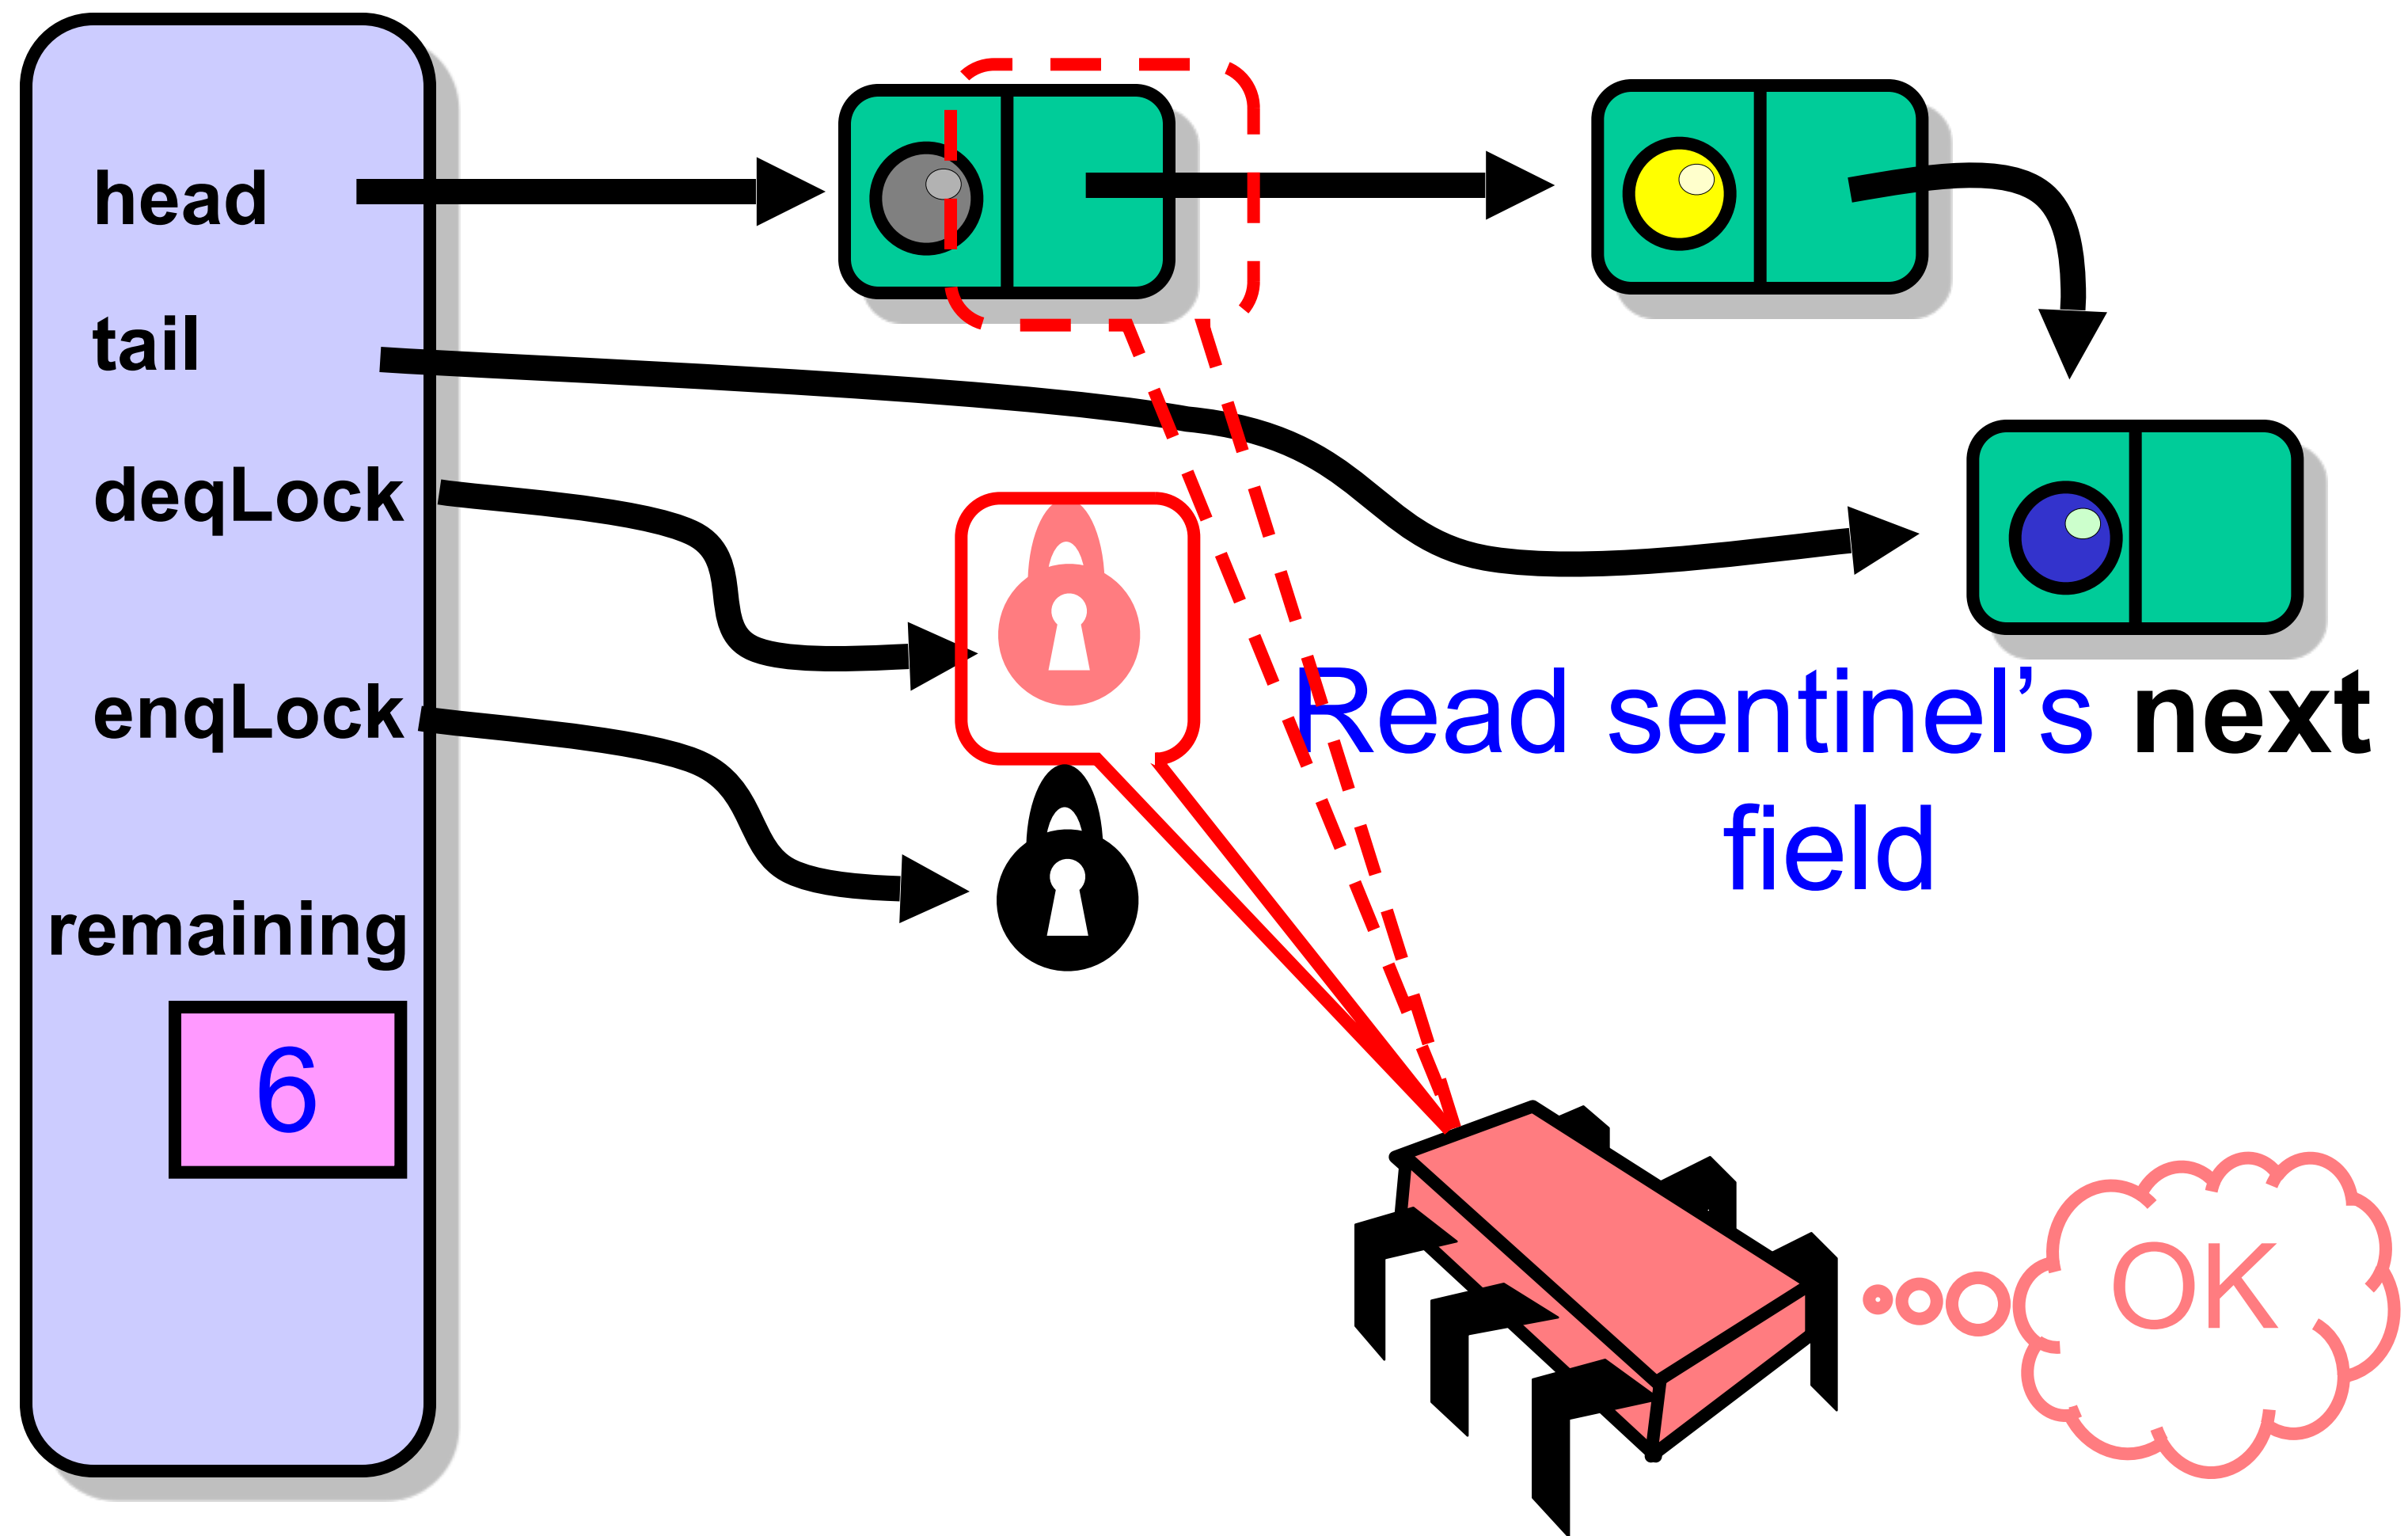 head
tail
deqLock
enqLock
remaining
6
Read sentinel’s next
field
OK